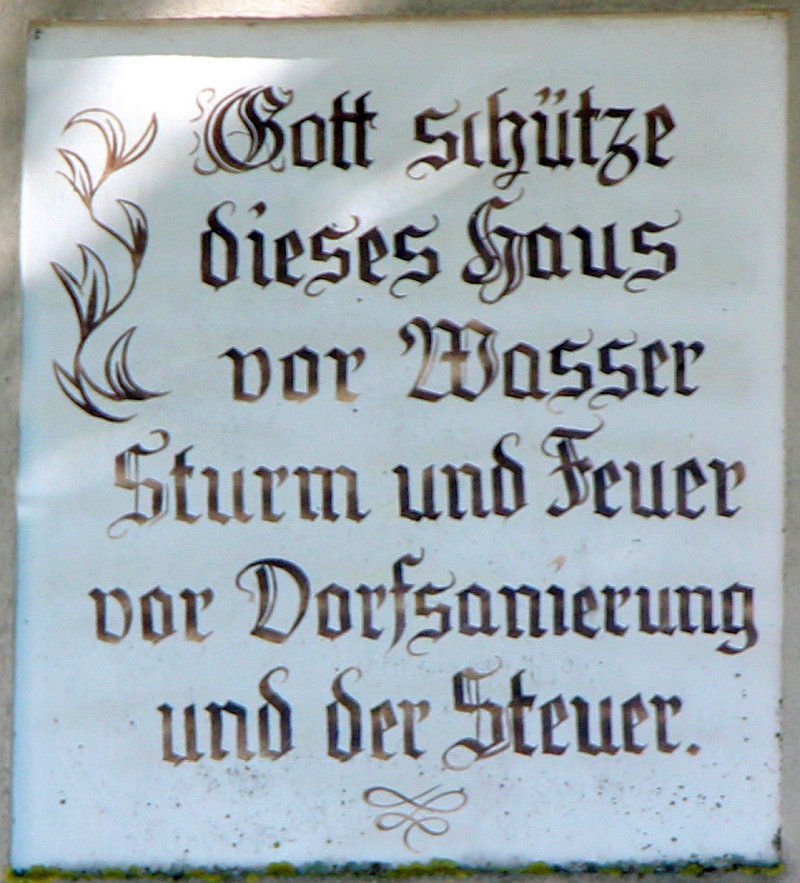 Gott schütze
dieses Haus
vor Wasser
Sturm und Feuer
vor Dorfsanierung
und der Steuer.